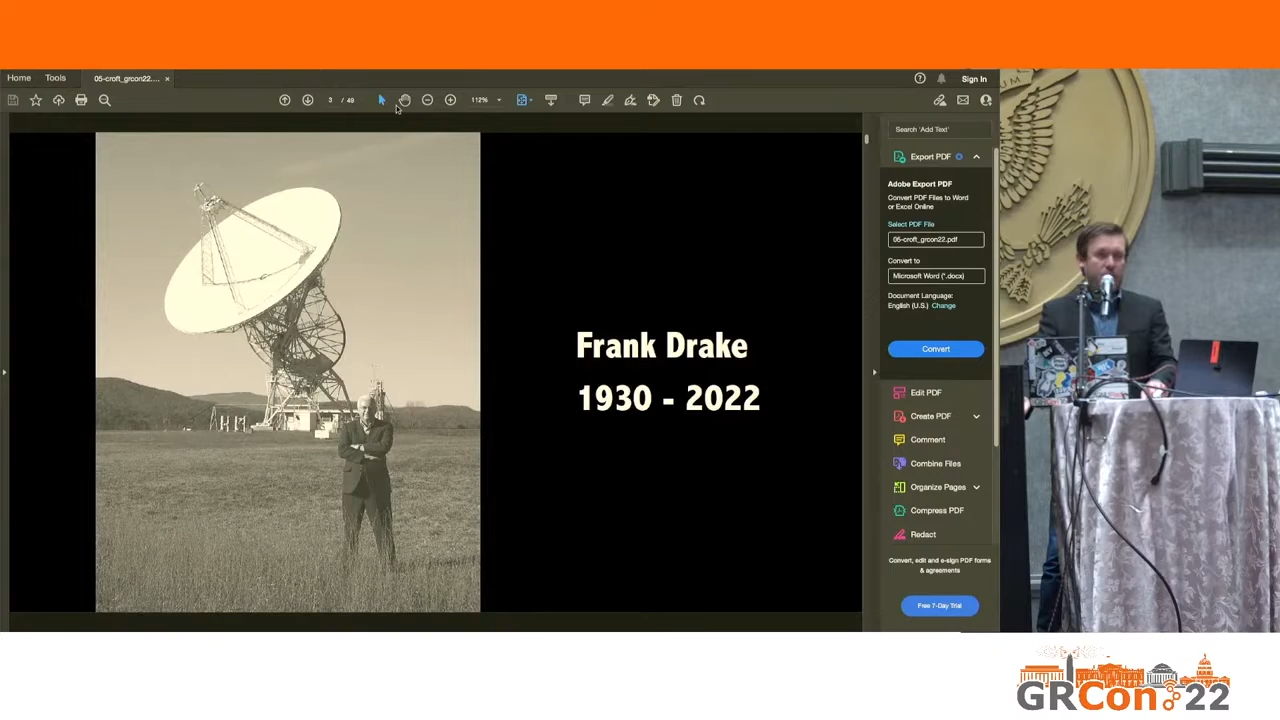 Home Tools 05-croft_grcon22.... ×
Sign In
3 / 49
112%
Frank Drake
1930 - 2022
Search 'Add Text'
Export PDF
Adobe Export PDF
Convert PDF Files to Word
or Excel Online
Select PDF File
05-croft_grcon22.pdf
Convert to
Microsoft Word (*.docx)
Document Language:
English (U.S.) Change
Convert
Edit PDF
Create PDF
Comment
Combine Files
Organize Pages
Compress PDF
Redact
Convert, edit and e-sign PDF forms
& agreements
Free 7-Day Trial
GRCon 22